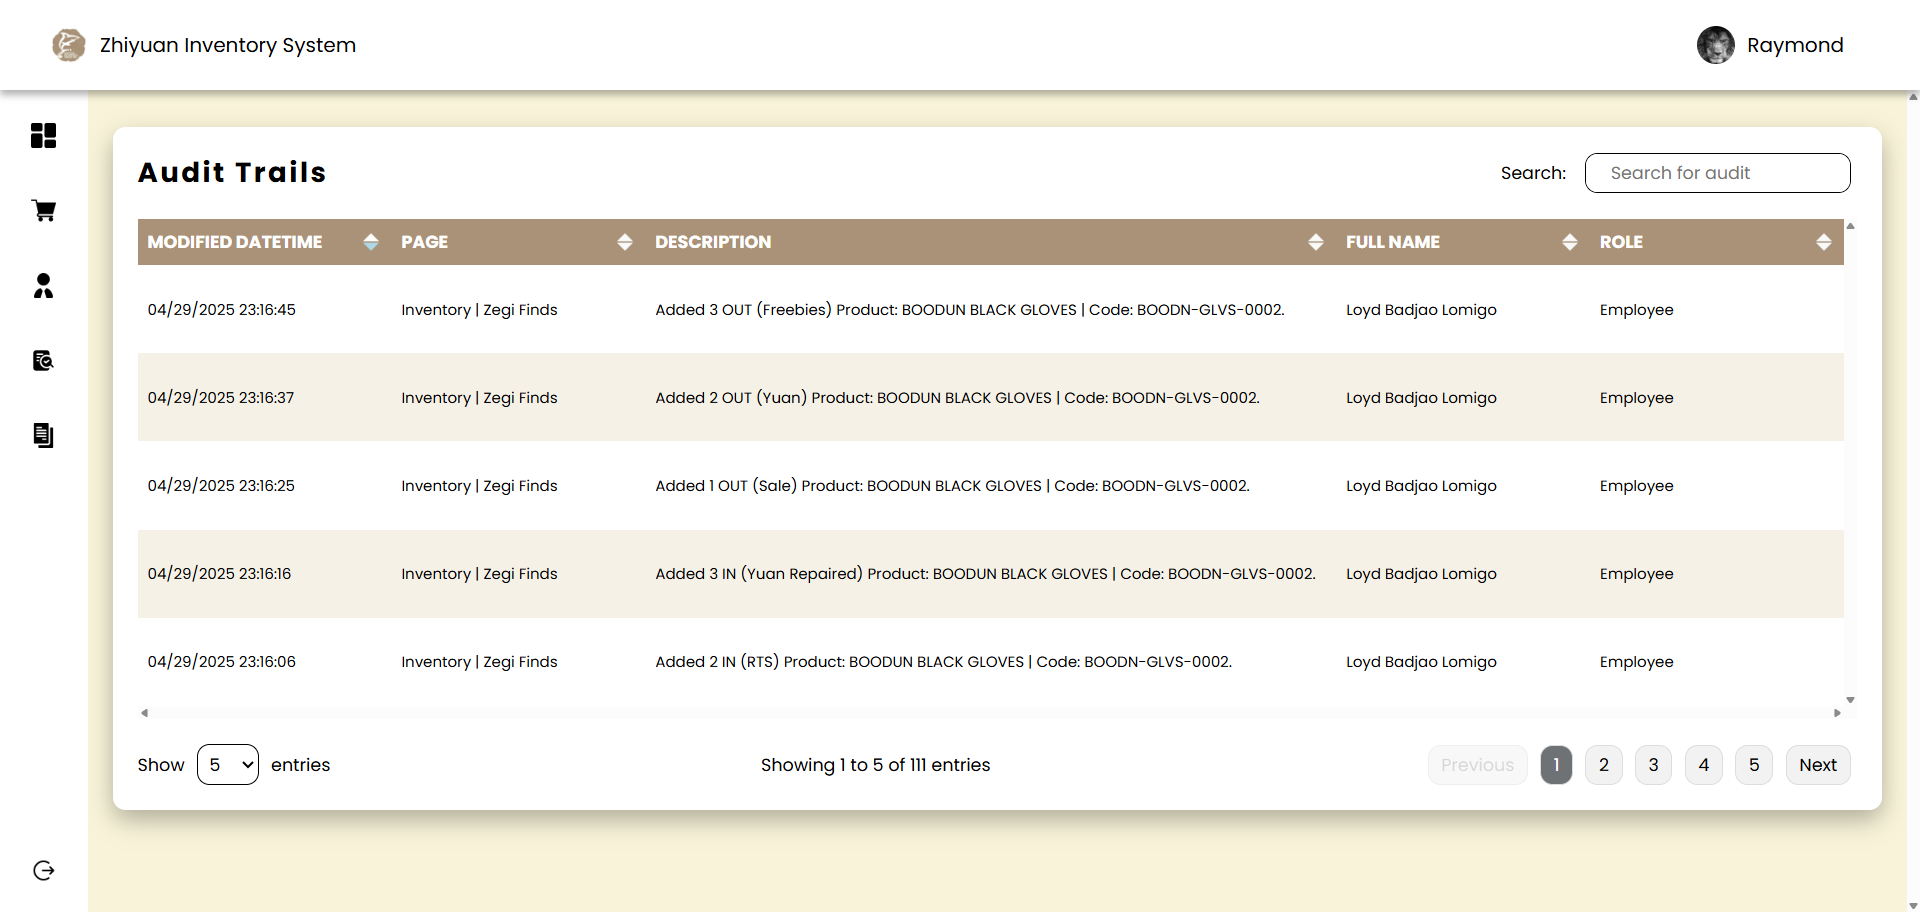 Zhiyuan Inventory System
Raymond
Audit Trails
Search: Search for audit
MODIFIED DATETIME PAGE DESCRIPTION FULL NAME ROLE
04/29/2025 23:16:45 Inventory | Zegi Finds Added 3 OUT (Freebies) Product: BOODUN BLACK GLOVES | Code: BOODN-GLVS-0002. Loyd Badjao Lomigo Employee
04/29/2025 23:16:37 Inventory | Zegi Finds Added 2 OUT (Yuan) Product: BOODUN BLACK GLOVES | Code: BOODN-GLVS-0002. Loyd Badjao Lomigo Employee
04/29/2025 23:16:25 Inventory | Zegi Finds Added 1 OUT (Sale) Product: BOODUN BLACK GLOVES | Code: BOODN-GLVS-0002. Loyd Badjao Lomigo Employee
04/29/2025 23:16:16 Inventory | Zegi Finds Added 3 IN (Yuan Repaired) Product: BOODUN BLACK GLOVES | Code: BOODN-GLVS-0002. Loyd Badjao Lomigo Employee
04/29/2025 23:16:06 Inventory | Zegi Finds Added 2 IN (RTS) Product: BOODUN BLACK GLOVES | Code: BOODN-GLVS-0002. Loyd Badjao Lomigo Employee
Show 5 entries Showing 1 to 5 of 111 entries Previous 1 2 3 4 5 Next